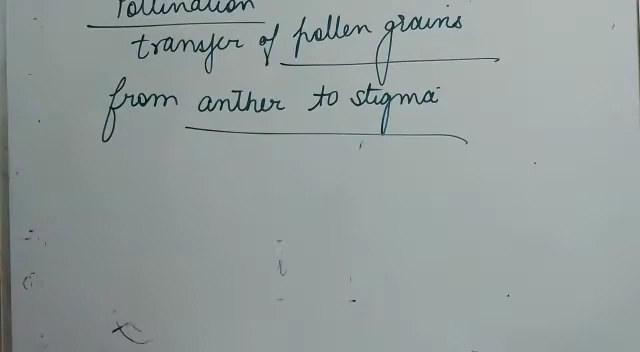 Pollination
transfer of pollen grains
from anther to stigma